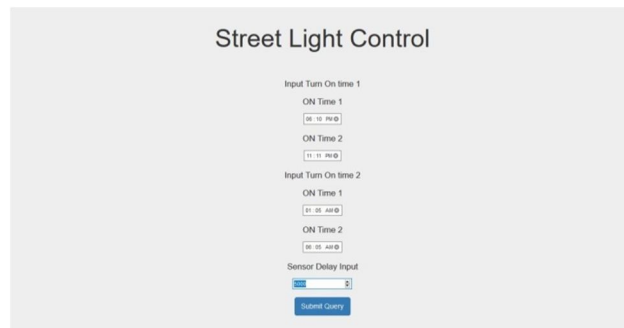 Street Light Control
Input Turn On time 1
ON Time 1
06:10 PM
ON Time 2
11:11 PM
Input Turn On time 2
ON Time 1
01:05 AM
ON Time 2
06:05 AM
Sensor Delay Input
Submit Query